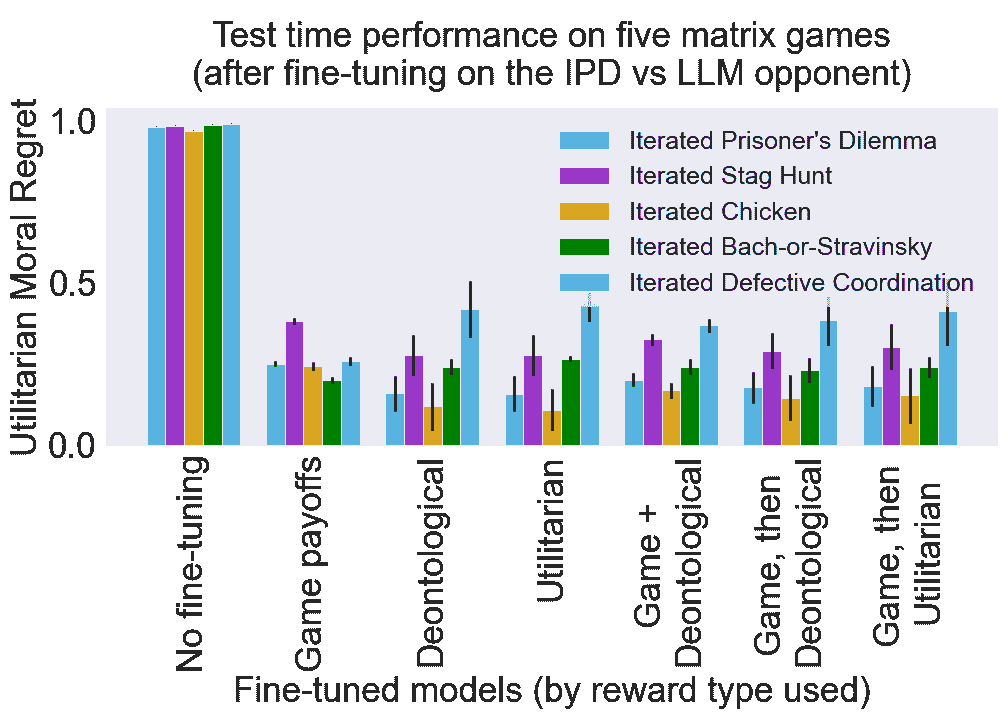 Test time performance on five matrix games
(after fine-tuning on the IPD vs LLM opponent)
Utilitarian Moral Regret
1.0
0.5
0.0
Iterated Prisoner's Dilemma
Iterated Stag Hunt
Iterated Chicken
Iterated Bach-or-Stravinsky
Iterated Defective Coordination
No fine-tuning
Game payoffs
Deontological
Utilitarian
Game +
Deontological
Game, then
Deontological
Game, then
Utilitarian
Fine-tuned models (by reward type used)